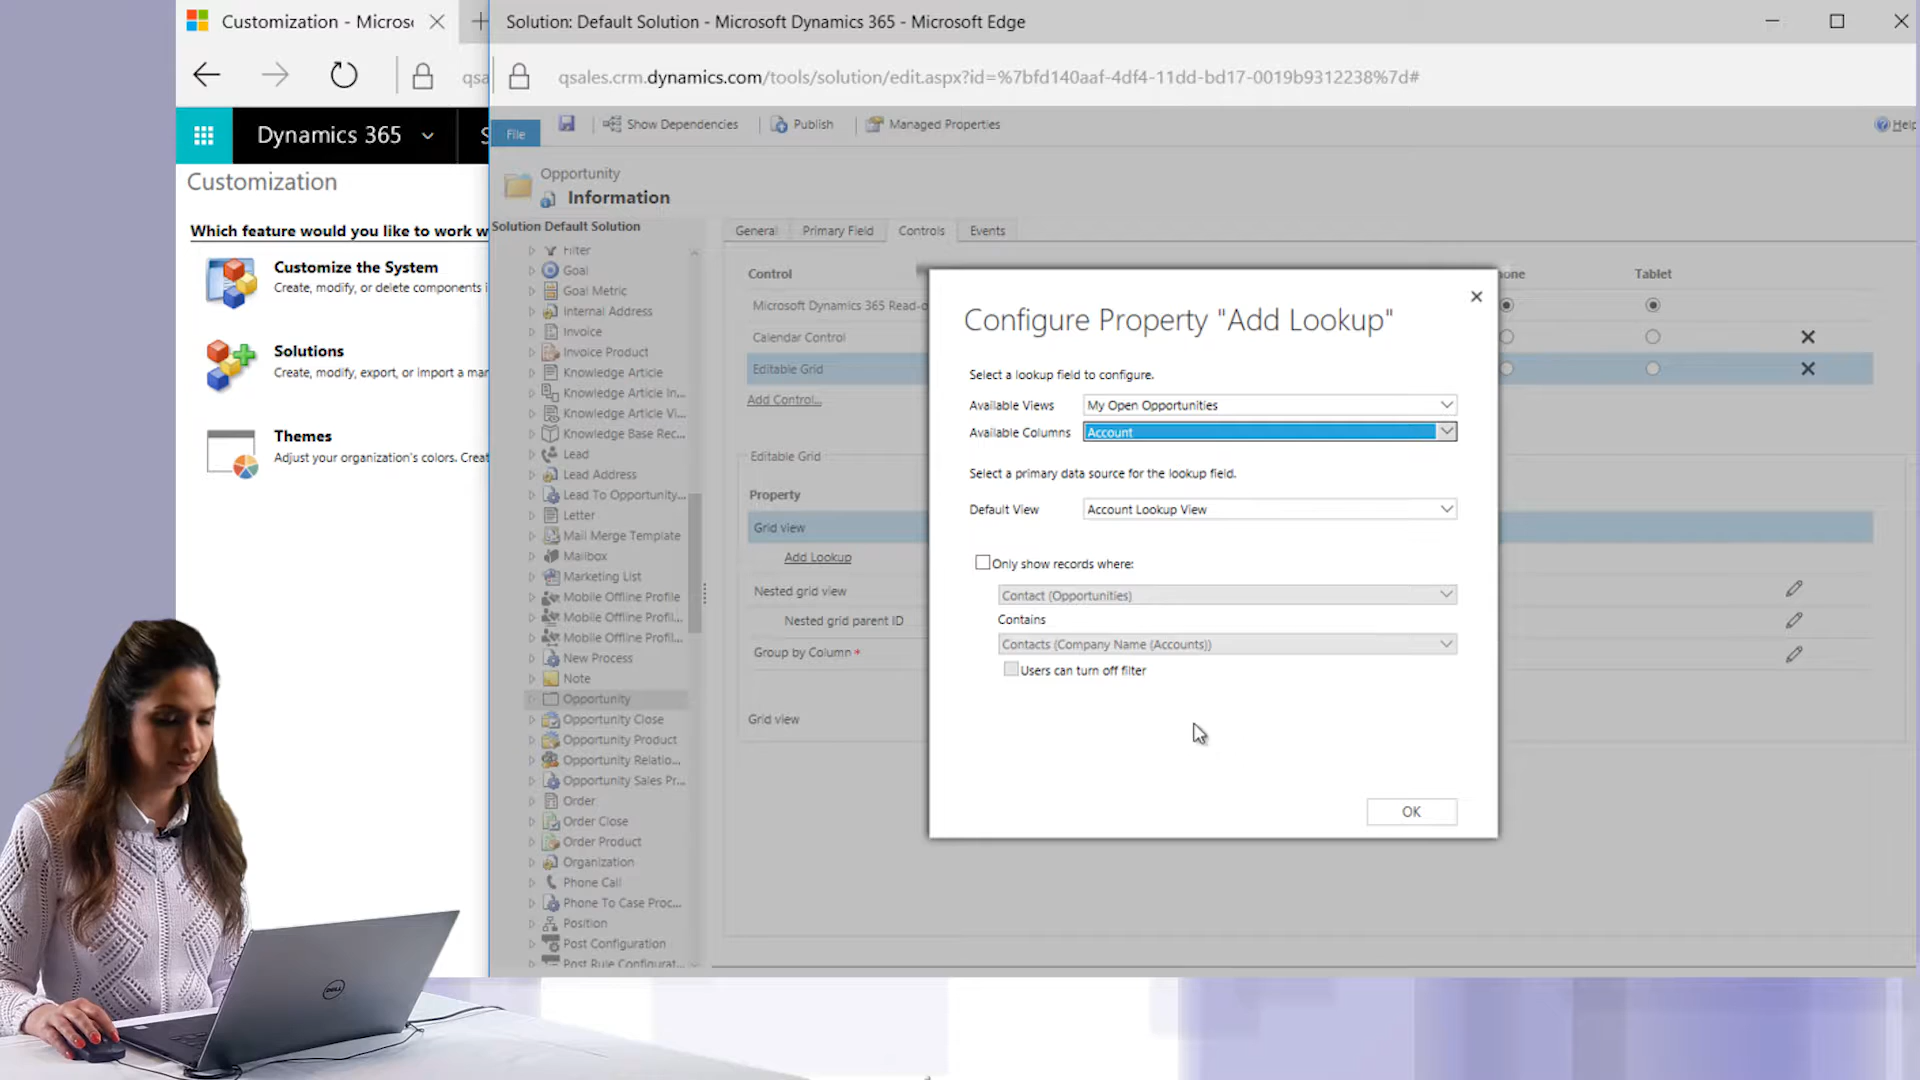 Customization - Microso
Solution: Default Solution - Microsoft Dynamics 365 - Microsoft Edge
qsa
qsales.crm.dynamics.com/tools/solution/edit.aspx?id=%7bfd140aaf-4df4-11dd-bd17-0019b9312238%7d#
Dynamics 365
S
File
Show Dependencies
Publish
Managed Properties
Help
Customization
Which feature would you like to work w
Customize the System
Create, modify, or delete components i
Solutions
Create, modify, export, or import a mar
Themes
Adjust your organization's colors. Creat
Opportunity
Information
Solution Default Solution
Filter
Goal
Goal Metric
Internal Address
Invoice
Invoice Product
Knowledge Article
Knowledge Article In...
Knowledge Article Vi...
Knowledge Base Rec...
Lead
Lead Address
Lead To Opportunity...
Letter
Mail Merge Template
Mailbox
Marketing List
Mobile Offline Profile
Mobile Offline Profil...
Mobile Offline Profil...
New Process
Note
Opportunity
Opportunity Close
Opportunity Product
Opportunity Relatio...
Opportunity Sales Pr...
Order
Order Close
Order Product
Organization
Phone Call
Phone To Case Proc...
Position
Post Configuration
Post Rule Configurat...
General
Primary Field
Controls
Events
Control
hone
Tablet
Microsoft Dynamics 365 Read-o
Calendar Control
Editable Grid
Add Control...
Editable Grid
Property
Grid view
Add Lookup
Nested grid view
Nested grid parent ID
Group by Column *
Grid view
Configure Property "Add Lookup"
Select a lookup field to configure.
Available Views
My Open Opportunities
Available Columns
Account
Select a primary data source for the lookup field.
Default View
Account Lookup View
Only show records where:
Contact (Opportunities)
Contains
Contacts (Company Name (Accounts))
Users can turn off filter
OK
DELL